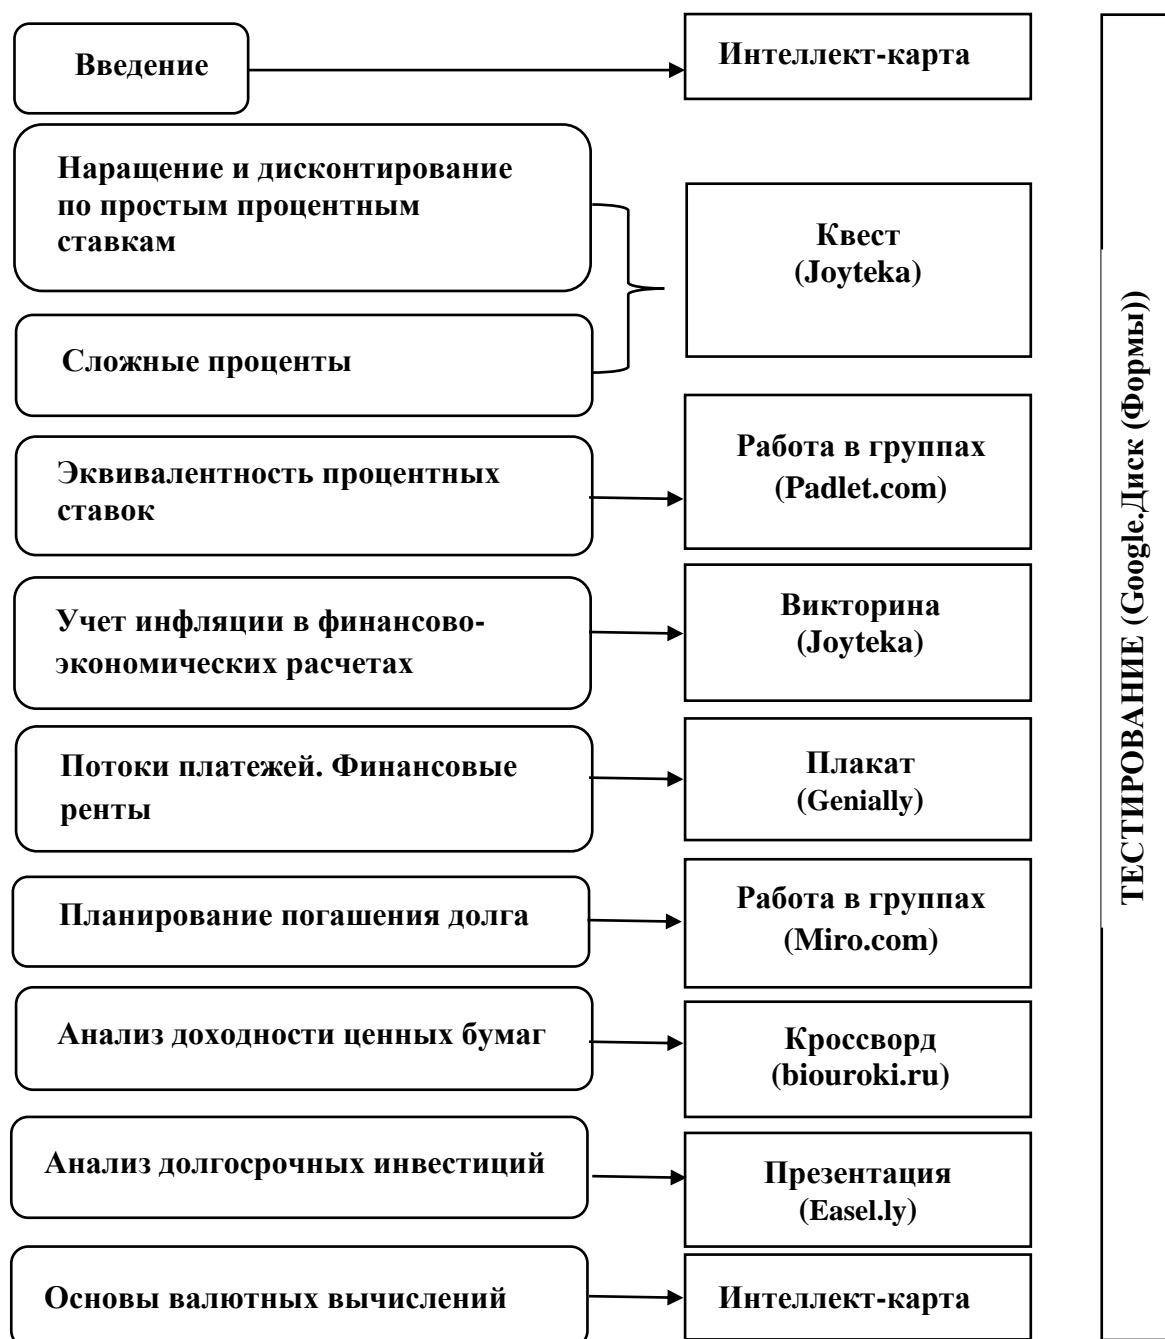 Введение
Интеллект-карта
Наращение и дисконтирование
по простым процентным
ставкам
Сложные проценты
Квест
(Joyteka)
Эквивалентность процентных
ставок
Работа в группах
(Padlet.com)
Учет инфляции в финансово-
экономических расчетах
Викторина
(Joyteka)
Потоки платежей. Финансовые
ренты
Плакат
(Genially)
Планирование погашения долга
Работа в группах
(Miro.com)
Анализ доходности ценных бумаг
Кроссворд
(biouroki.ru)
Анализ долгосрочных инвестиций
Презентация
(Easel.ly)
Основы валютных вычислений
Интеллект-карта
ТЕСТИРОВАНИЕ (Google.Диск (Формы))